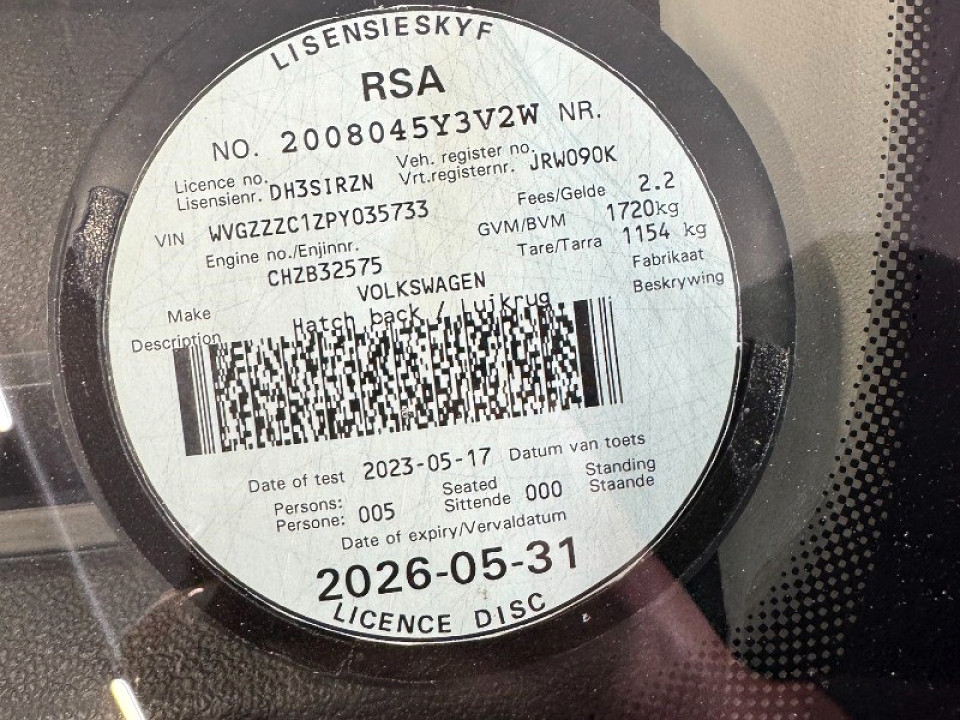 LISENSIESKYF
RSA
NO. 2008045Y3V2W NR.
Licence no. Lisensienr. DH3SIRZN Veh. register no. Vrt.registernr. JRW090K
VIN WVGZZZC1ZPY035733 Fees/Gelde 2.2
Engine no./Enjinnr. CHZB32575 GVM/BVM 1720kg
Tare/Tarra 1154 kg
Make VOLKSWAGEN Fabrikaat
Description Hatch back / Luikrug Beskrywing
Date of test 2023-05-17 Datum van toets
Persons: Persone: 005 Seated Sittende 000 Standing Staande
Date of expiry/Vervaldatum
2026-05-31
LICENCE DISC